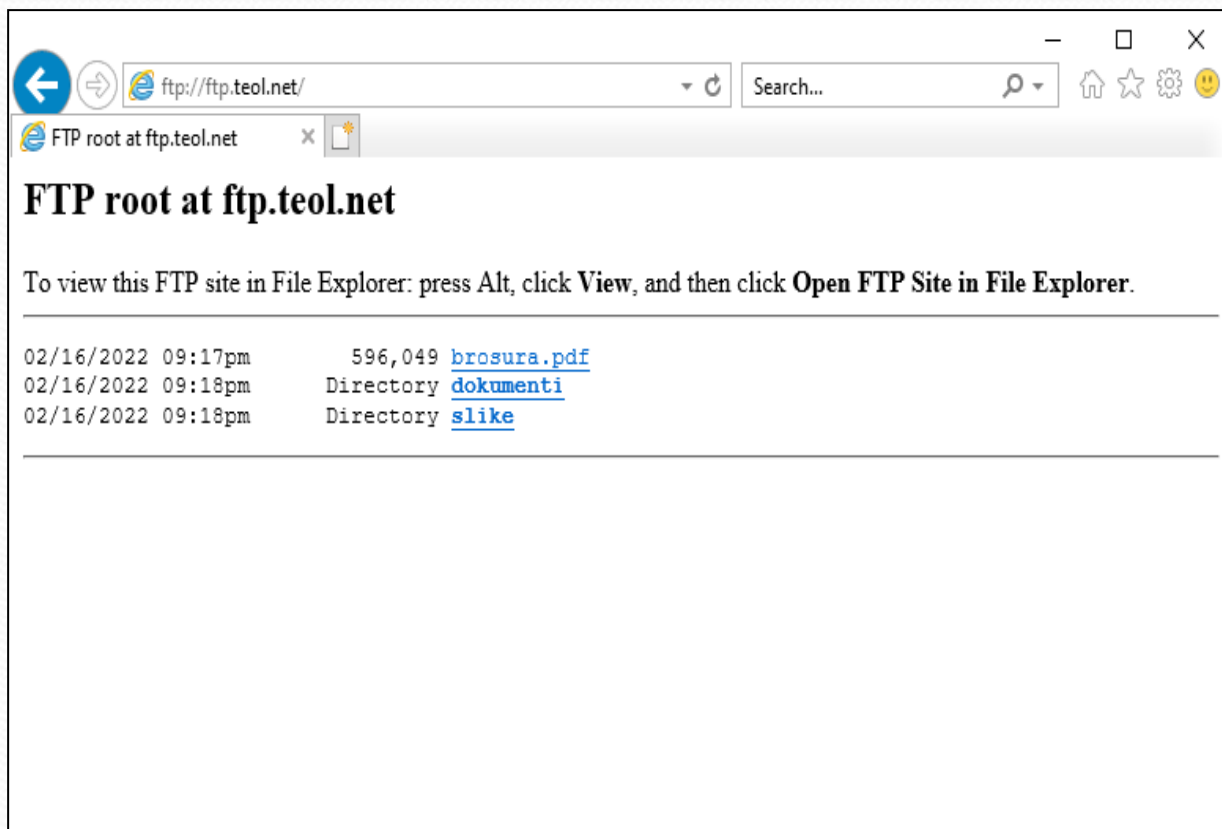 ftp://ftp.teol.net/
Search...
FTP root at ftp.teol.net
FTP root at ftp.teol.net
To view this FTP site in File Explorer: press Alt, click View, and then click Open FTP Site in File Explorer.
02/16/2022 09:17pm 596,049 brosura.pdf
02/16/2022 09:18pm Directory dokumenti
02/16/2022 09:18pm Directory slike